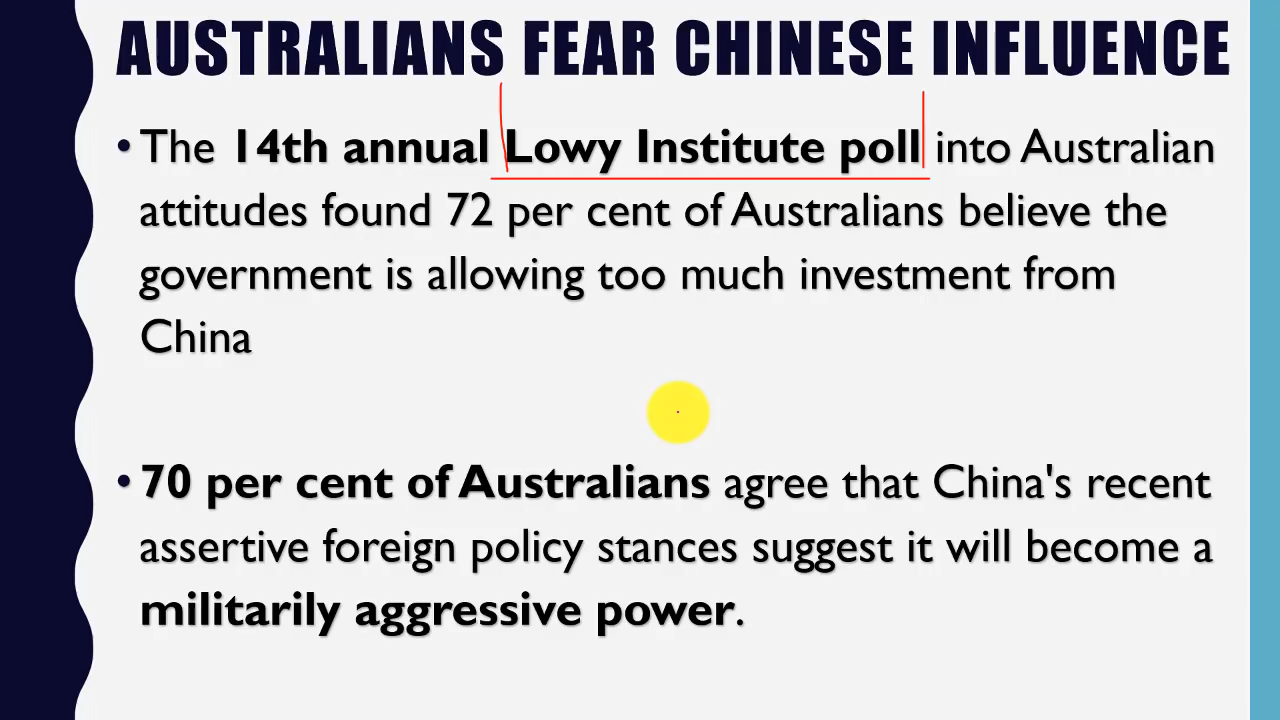 AUSTRALIANS FEAR CHINESE INFLUENCE
• The 14th annual Lowy Institute poll into Australian
attitudes found 72 per cent of Australians believe the
government is allowing too much investment from
China
• 70 per cent of Australians agree that China's recent
assertive foreign policy stances suggest it will become a
militarily aggressive power.